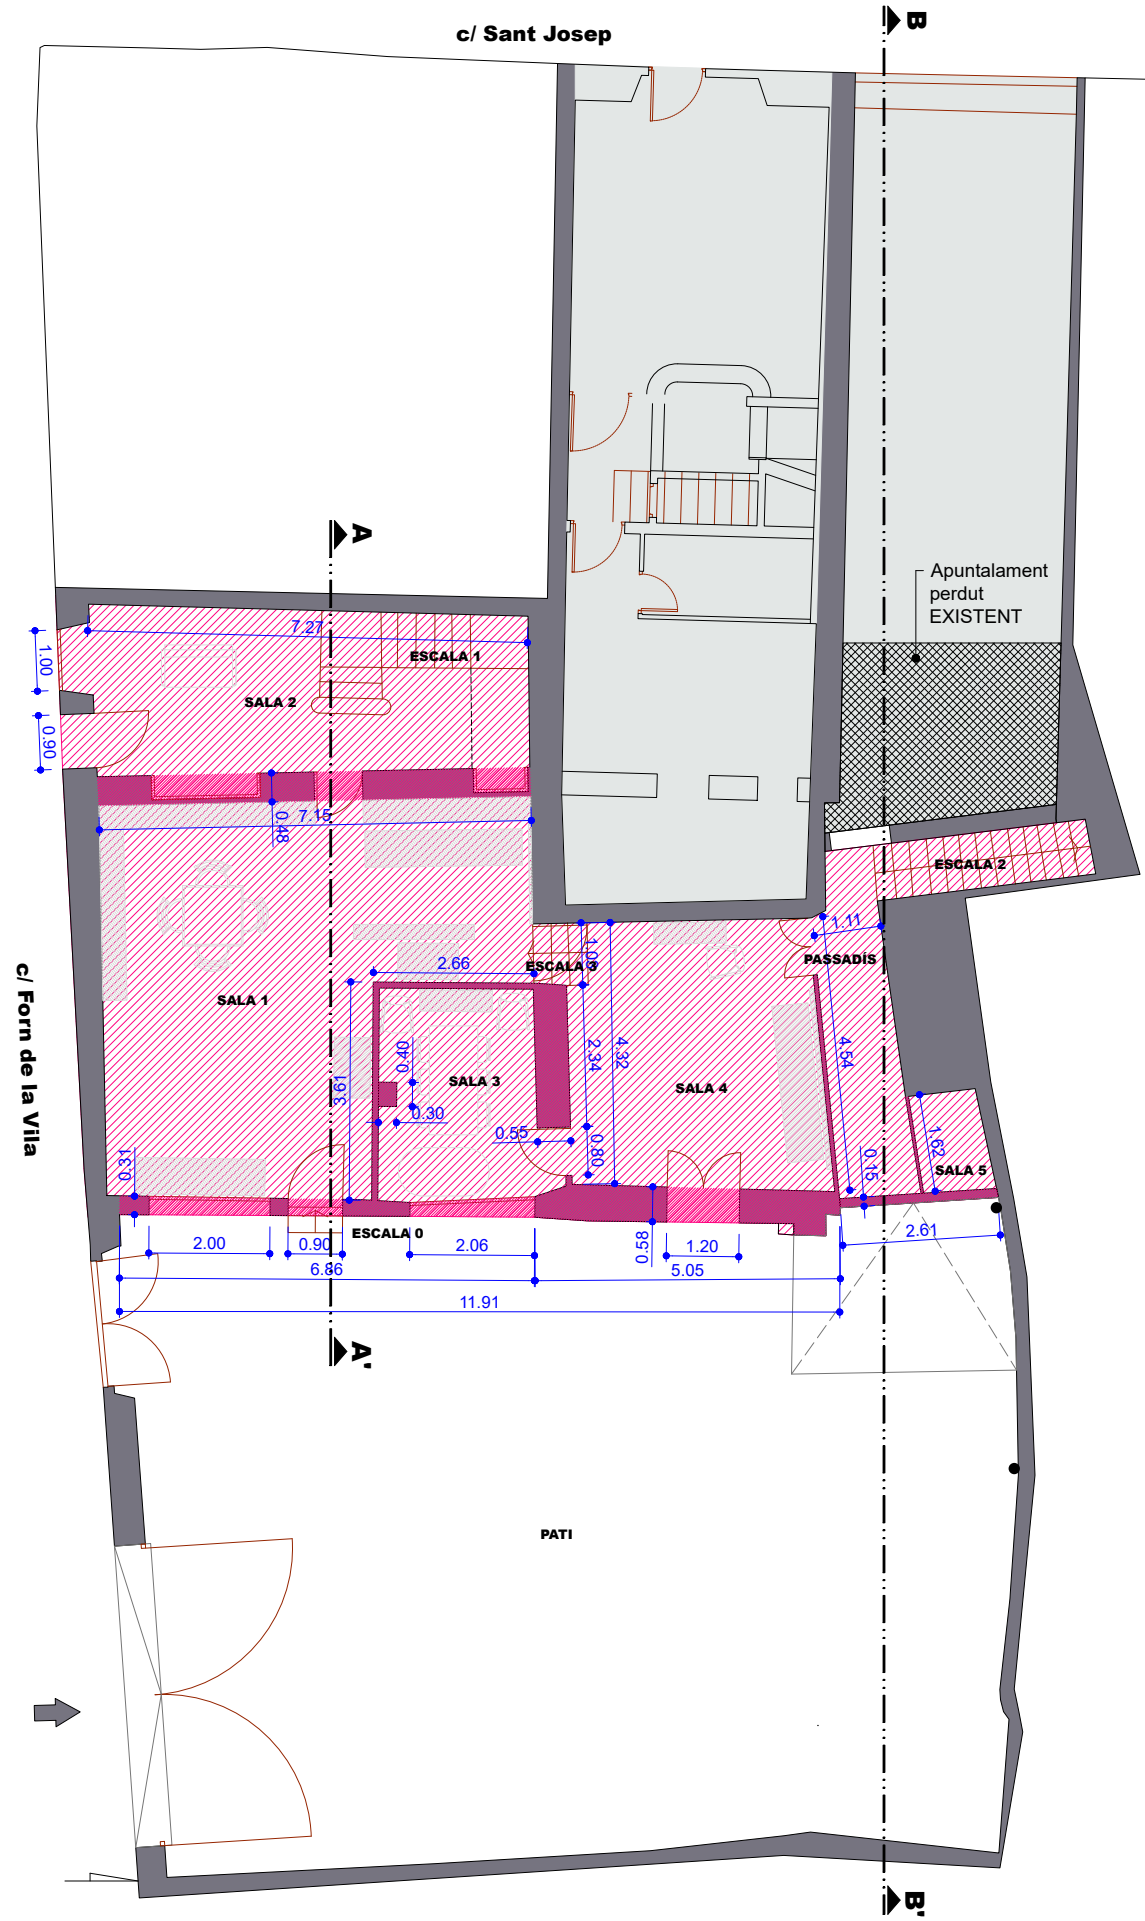 c/ Sant Josep
B
A
Apuntalament
perdut
EXISTENT
1.00
7.27
ESCALA 1
SALA 2
0.90
0.48
7.15
ESCALA 2
1.11
PASSADÍS
1.09
ESCALA 3
2.66
SALA 1
c/ Forn de la Vila
3.61
0.40
SALA 3
0.30
2.34
4.32
SALA 4
4.54
0.55
0.80
0.15
1.62
SALA 5
0.31
ESCALA 0
2.00
0.90
2.06
0.58
1.20
2.61
6.86
5.05
11.91
A'
PATI
B'